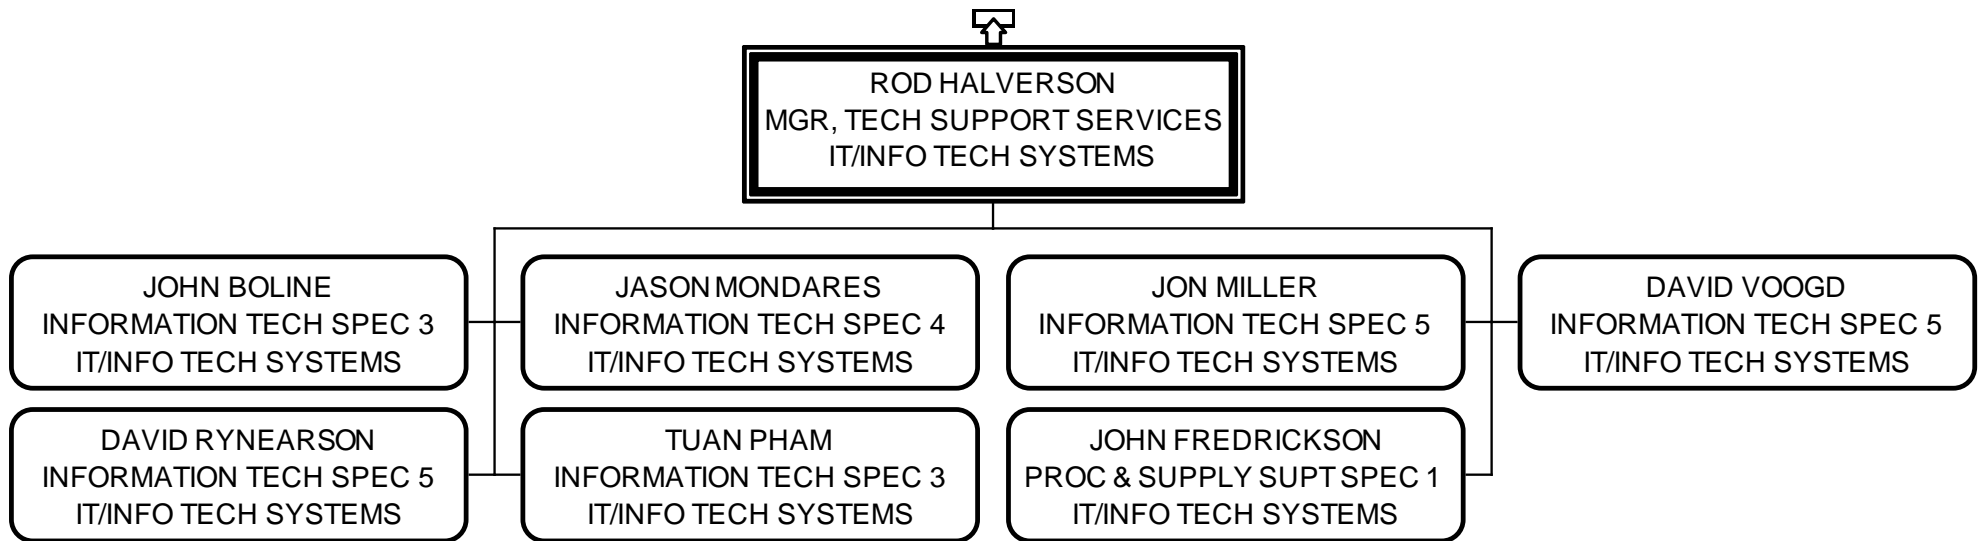 ROD HALVERSON
MGR, TECH SUPPORT SERVICES
IT/INFO TECH SYSTEMS
JOHN BOLINE
INFORMATION TECH SPEC 3
IT/INFO TECH SYSTEMS
JASON MONDARES
INFORMATION TECH SPEC 4
IT/INFO TECH SYSTEMS
JON MILLER
INFORMATION TECH SPEC 5
IT/INFO TECH SYSTEMS
DAVID VOOGD
INFORMATION TECH SPEC 5
IT/INFO TECH SYSTEMS
DAVID RYNEARSON
INFORMATION TECH SPEC 5
IT/INFO TECH SYSTEMS
TUAN PHAM
INFORMATION TECH SPEC 3
IT/INFO TECH SYSTEMS
JOHN FREDRICKSON
PROC & SUPPLY SUPT SPEC 1
IT/INFO TECH SYSTEMS